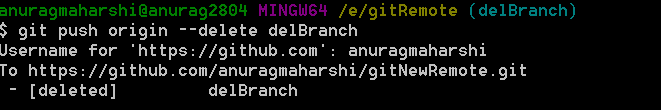 anuragmaharshi@anurag2804 MINGW64 /e/gitRemote (delBranch)
$ git push origin --delete delBranch
Username for 'https://github.com': anuragmaharshi
To https://github.com/anuragmaharshi/gitNewRemote.git
 - [deleted]         delBranch